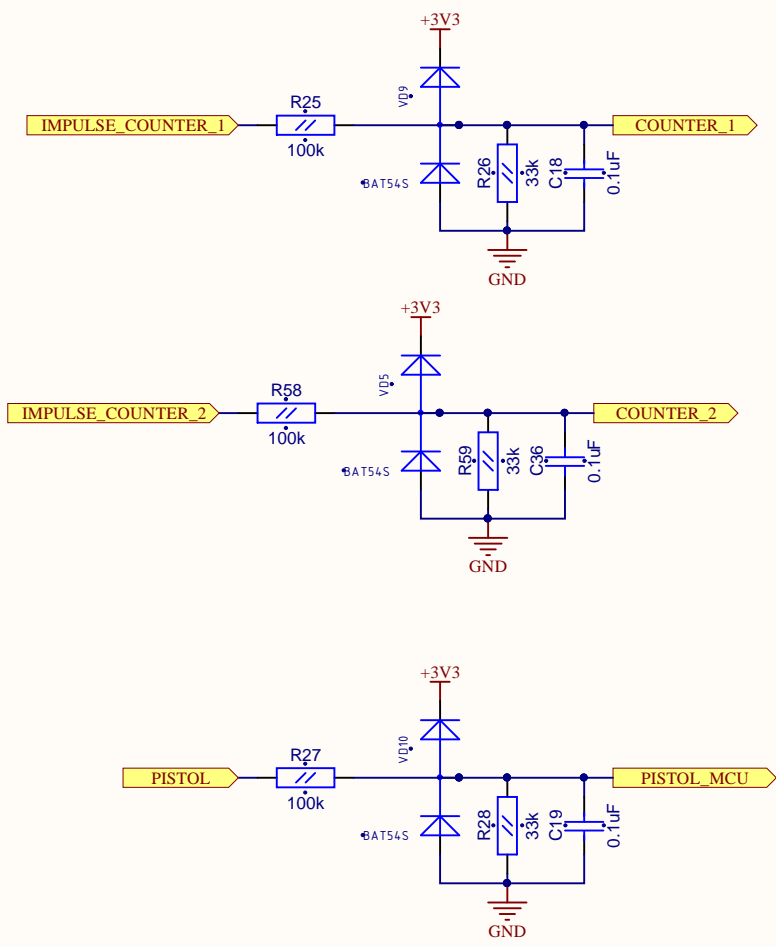 +3V3
VD9
R25
IMPULSE_COUNTER_1
100k
COUNTER_1
BAT54S
R26
33k
C18
0.1uF
GND
+3V3
VD5
R58
IMPULSE_COUNTER_2
100k
COUNTER_2
BAT54S
R59
33k
C36
0.1uF
GND
+3V3
VD10
R27
PISTOL
100k
PISTOL_MCU
BAT54S
R28
33k
C19
0.1uF
GND